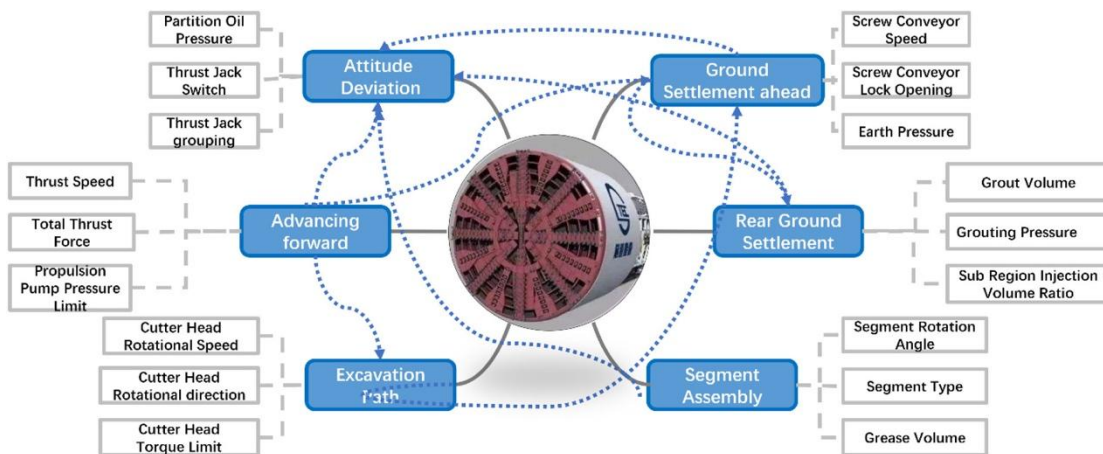 Partition Oil
Pressure
Thrust Jack
Switch
Thrust Jack
grouping
Attitude
Deviation
Ground
Settlement ahead
Screw Conveyor
Speed
Screw Conveyor
Lock Opening
Earth Pressure
Thrust Speed
Total Thrust
Force
Propulsion
Pump Pressure
Limit
Advancing
forward
Rear Ground
Settlement
Grout Volume
Grouting Pressure
Sub Region Injection
Volume Ratio
Cutter Head
Rotational Speed
Cutter Head
Rotational direction
Cutter Head
Torque Limit
Excavation
Path
Segment
Assembly
Segment Rotation
Angle
Segment Type
Grease Volume